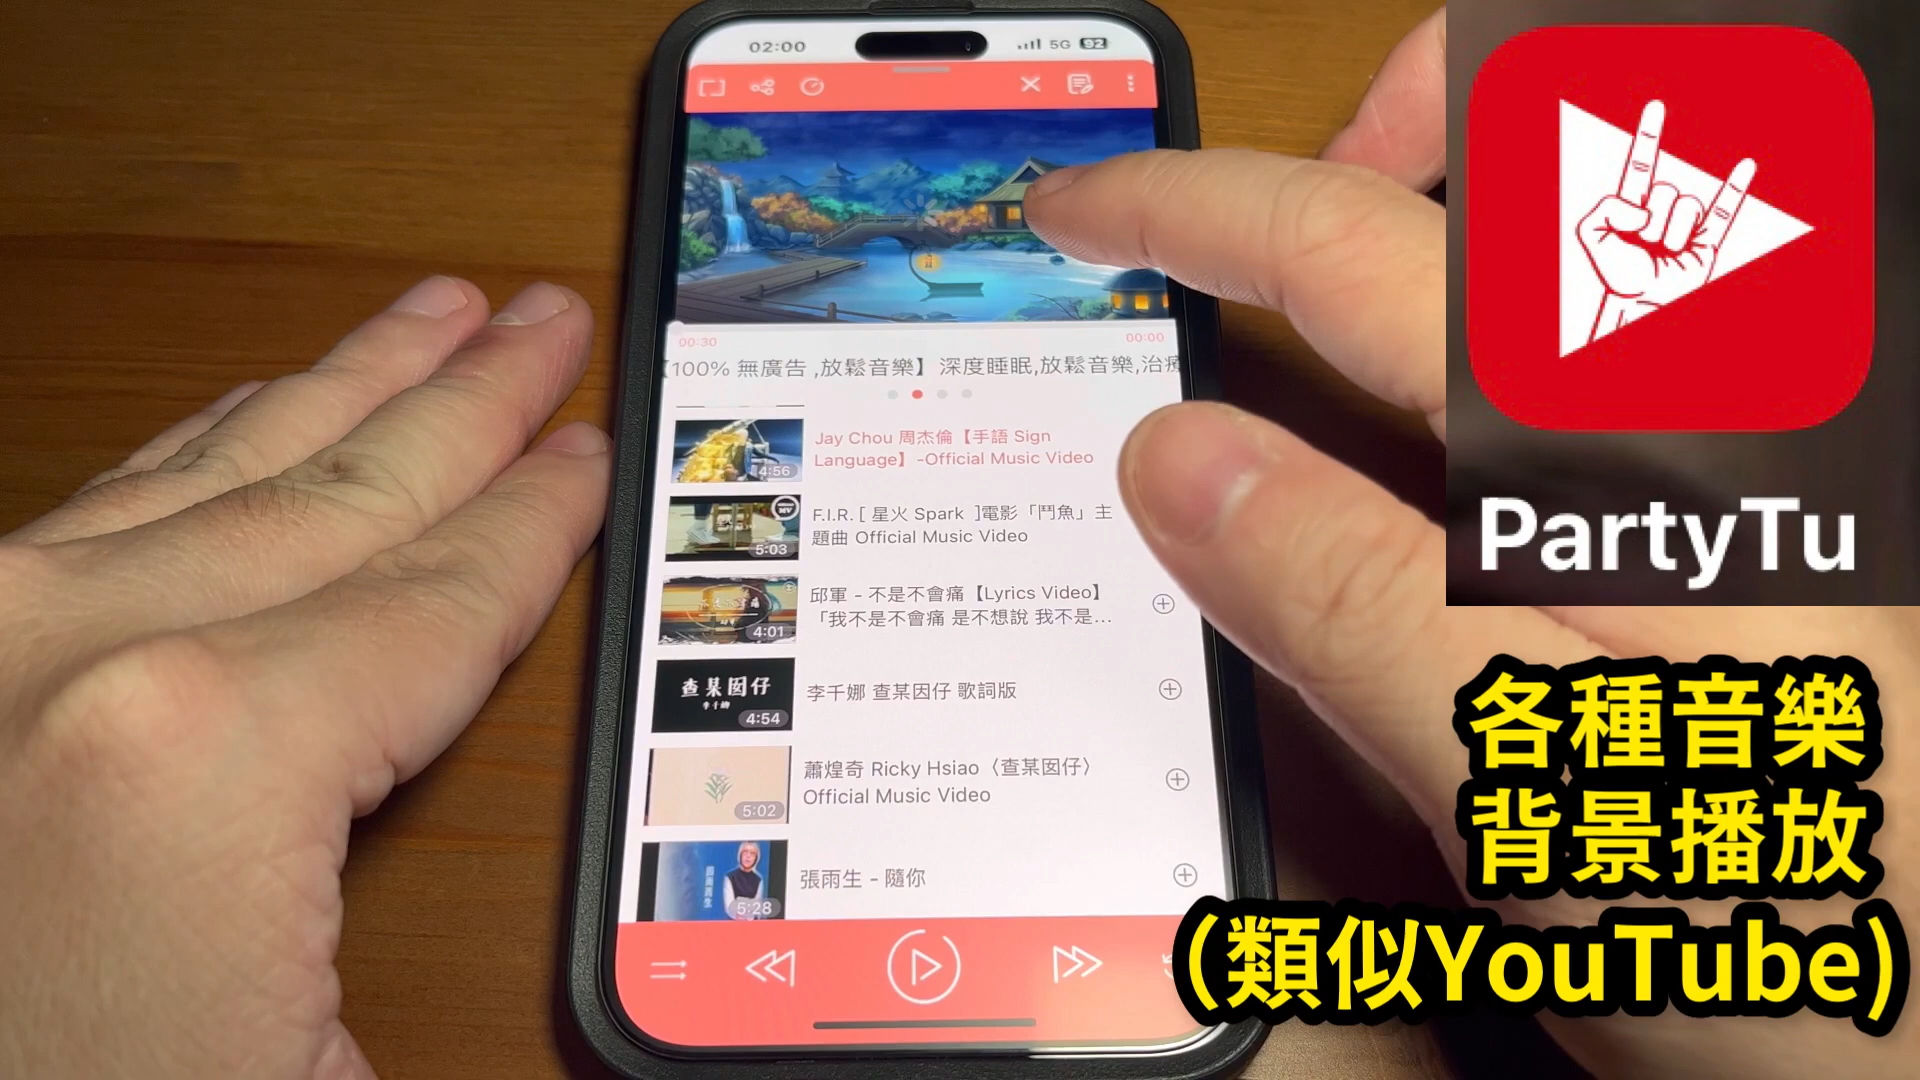 02:00
5G 92
00:30
00:00
【100% 無廣告 ,放鬆音樂】深度睡眠,放鬆音樂,治療
4:56
Jay Chou 周杰倫【手語 Sign
Language】-Official Music Video
MV
5:03
F.I.R. [ 星火 Spark ]電影「鬥魚」主
題曲 Official Music Video
4:01
邱軍 - 不是不會痛【Lyrics Video】
「我不是不會痛 是不想說 我不是...
查某囡仔
李千娜
4:54
李千娜 查某因仔 歌詞版
5:02
蕭煌奇 Ricky Hsiao〈查某囡仔〉
Official Music Video
5:28
張雨生 - 隨你
PartyTu
各種音樂
背景播放
(類似YouTube)